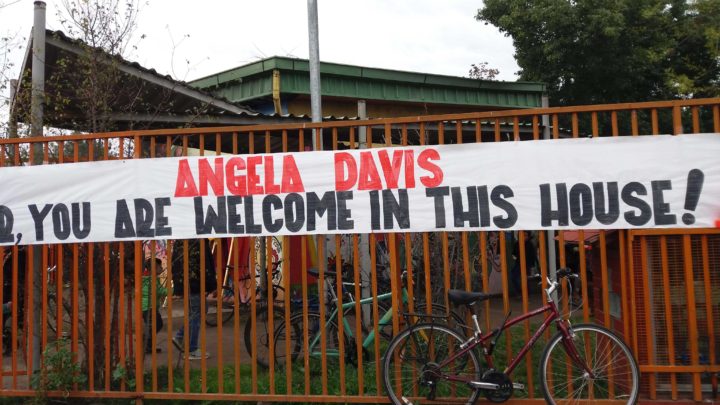 ANGELA DAVIS
, YOU ARE WELCOME IN THIS HOUSE!